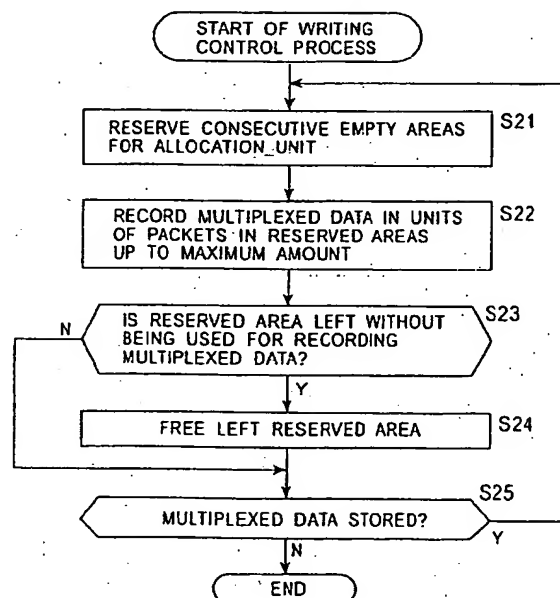 START OF WRITING
CONTROL PROCESS
S21
RESERVE CONSECUTIVE EMPTY AREAS
FOR ALLOCATION UNIT
S22
RECORD MULTIPLEXED DATA IN UNITS
OF PACKETS IN RESERVED AREAS
UP TO MAXIMUM AMOUNT
S23
N
IS RESERVED AREA LEFT WITHOUT
BEING USED FOR RECORDING
MULTIPLEXED DATA?
Y
S24
FREE LEFT RESERVED AREA
S25
MULTIPLEXED DATA STORED?
Y
N
END